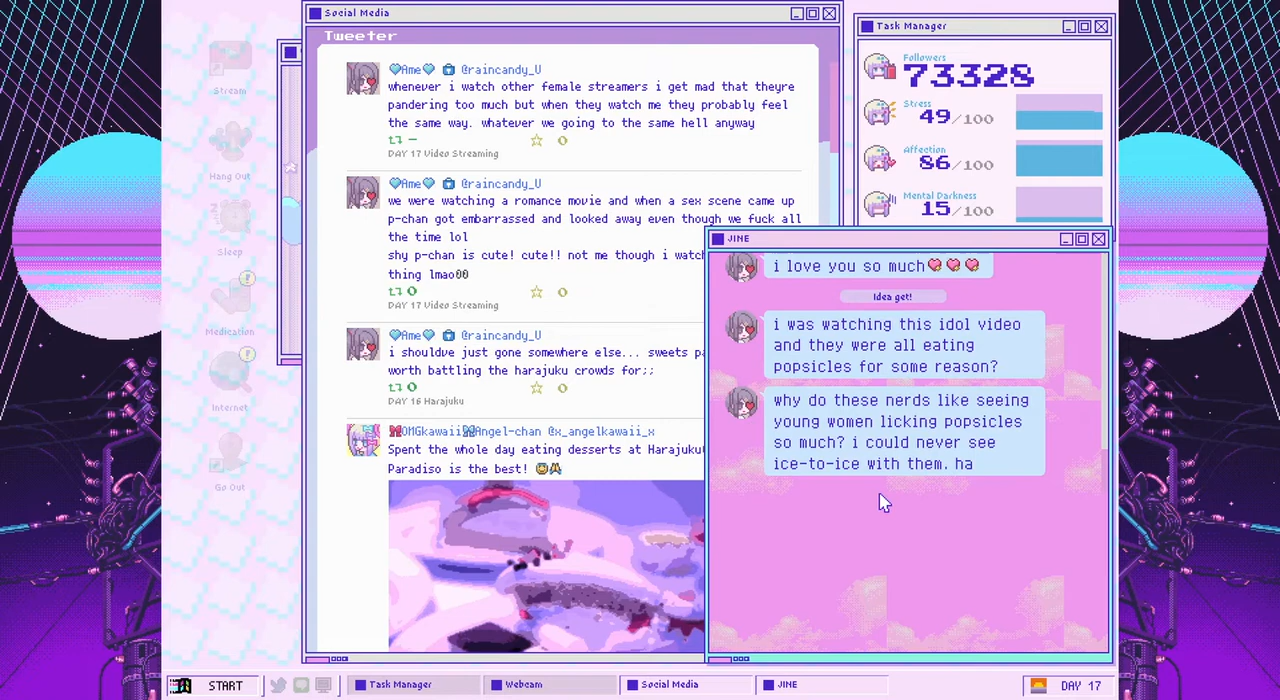 Stream
Hang Out
Sleep
Medication
Internet
Go Out
Social Media
Tweeter
Ame @raincandy_U
whenever i watch other female streamers i get mad that theyre
pandering too much but when they watch me they probably feel
the same way. whatever we going to the same hell anyway
DAY 17 Video Streaming
Ame @raincandy_U
we were watching a romance movie and when a sex scene came up
p-chan got embarrassed and looked away even though we fuck all
the time lol
shy p-chan is cute! cute!! not me though i watch
thing lmao
DAY 17 Video Streaming
Ame @raincandy_U
i shouldve just gone somewhere else... sweets
worth battling the harajuku crowds for;;
DAY 16 Harajuku
OMGkawaiiAngel-chan @x_angelkawaii_x
Spent the whole day eating desserts at Harajuku
Paradiso is the best!
Task Manager
Followers
73328
Stress
49/100
Affection
86/100
Mental Darkness
15/100
JINE
i love you so much
Idea get!
i was watching this idol video
and they were all eating
popsicles for some reason?
why do these nerds like seeing
young women licking popsicles
so much? i could never see
ice-to-ice with them. ha
START
Task Manager
Webcam
Social Media
JINE
DAY 17